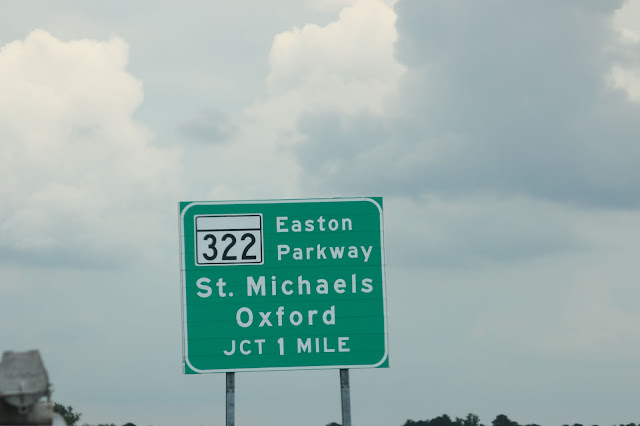 322 Easton
Parkway
St. Michaels
Oxford
JCT 1 MILE